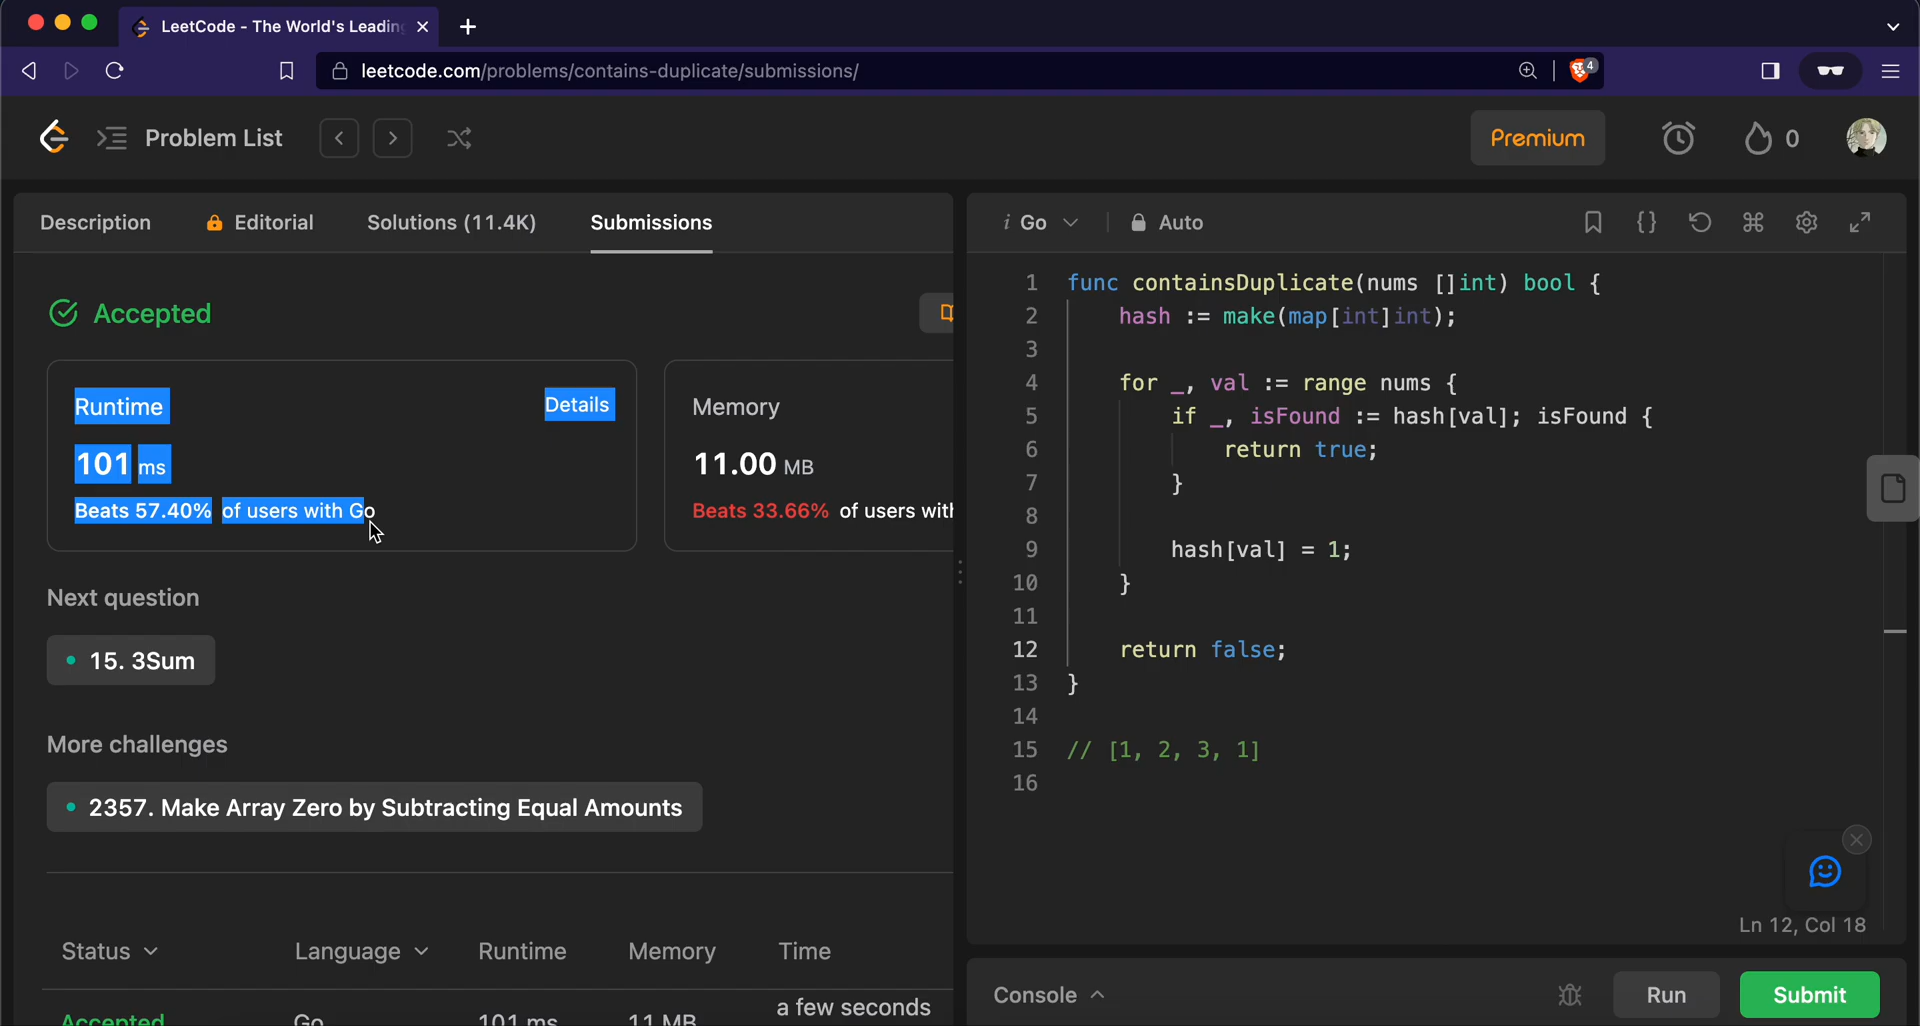 LeetCode - The World's Leading
leetcode.com/problems/contains-duplicate/submissions/
4
Problem List
Premium
0
Description
Editorial
Solutions (11.4K)
Submissions
Accepted
Runtime
Details
101 ms
Beats 57.40% of users with Go
Memory
11.00 MB
Beats 33.66% of users with
Next question
15. 3Sum
More challenges
2357. Make Array Zero by Subtracting Equal Amounts
Status Language Runtime Memory Time
Accepted Go 101 ms 11 MB a few seconds
i Go
Auto
1 func containsDuplicate(nums []int) bool {
2 hash := make(map[int]int);
3
4 for _, val := range nums {
5 if _, isFound := hash[val]; isFound {
6 return true;
7 }
8
9 hash[val] = 1;
10 }
11
12 return false;
13 }
14
15 // [1, 2, 3, 1]
16
Ln 12, Col 18
Console
Run
Submit